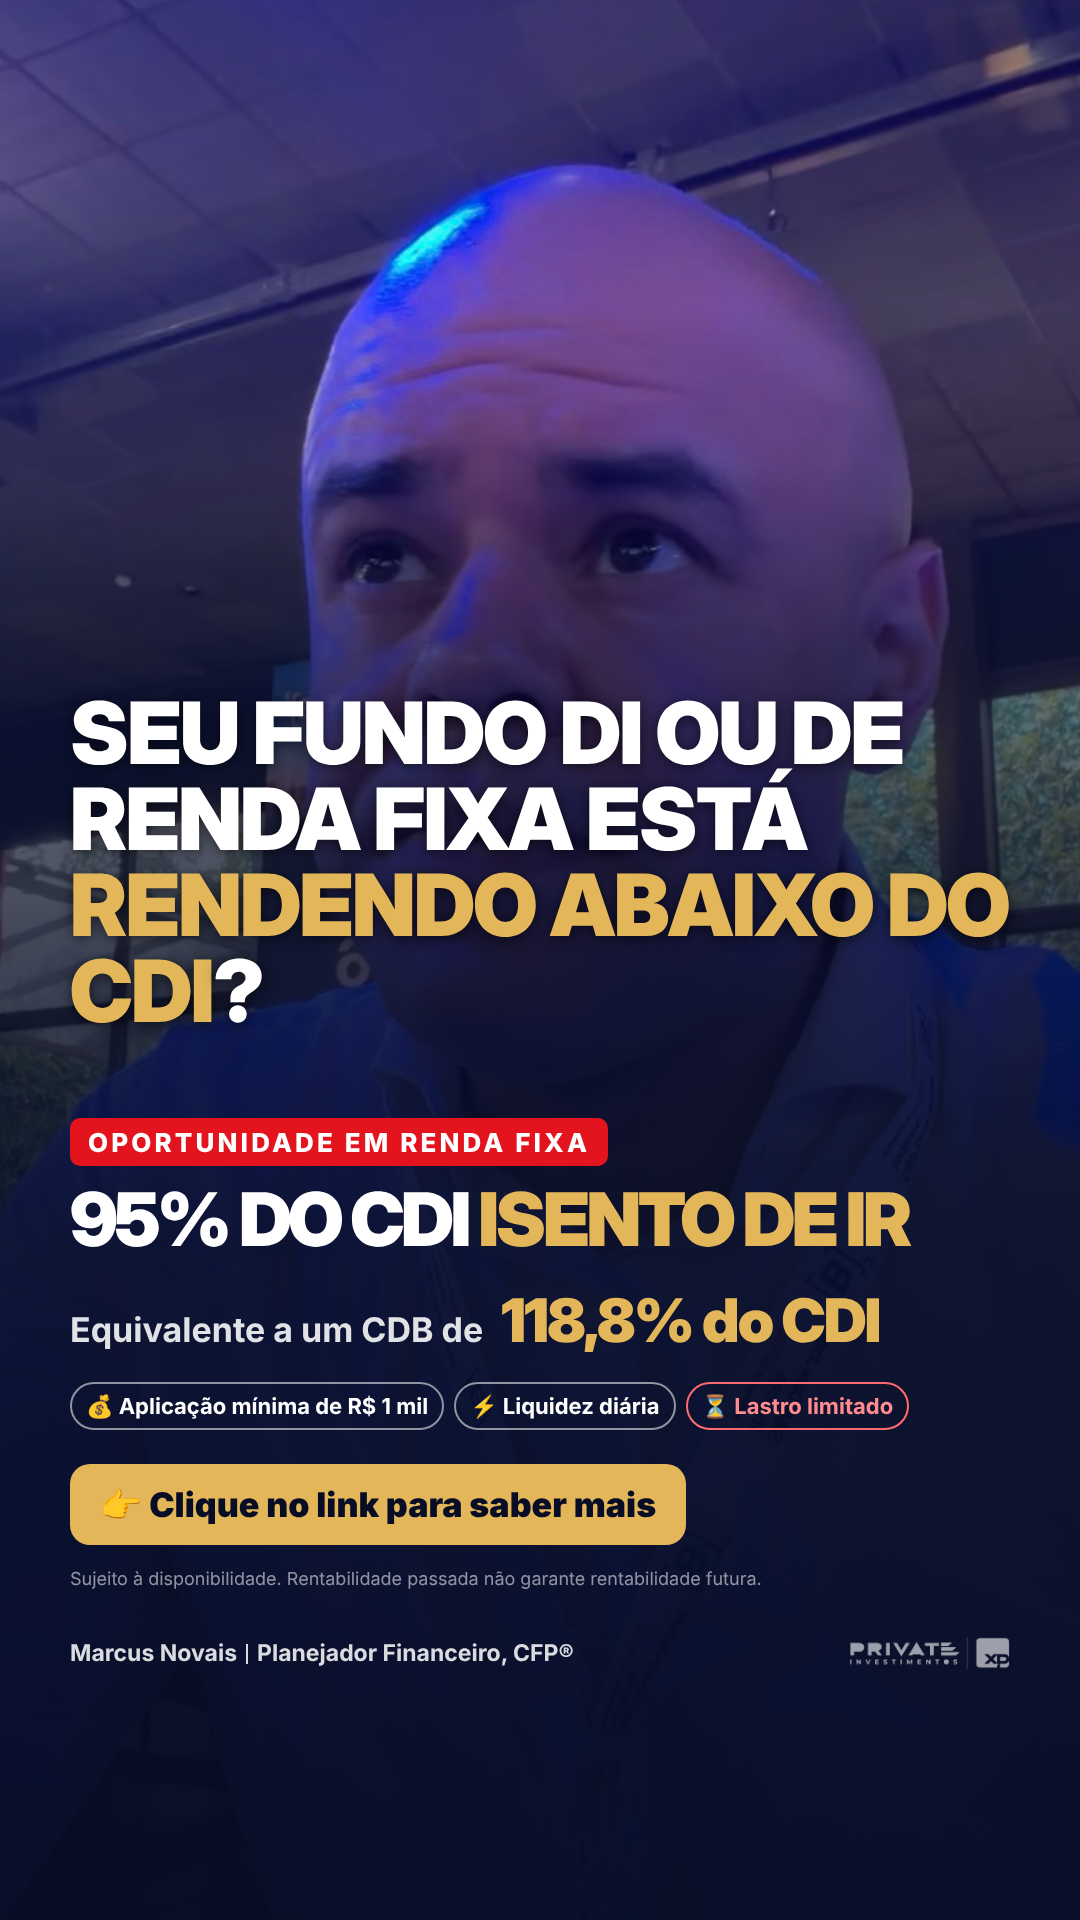 SEU FUNDO DI OU DE
RENDA FIXA ESTÁ
RENDENDO ABAIXO DO
CDI?
OPORTUNIDADE EM RENDA FIXA
95% DO CDI ISENTO DE IR
Equivalente a um CDB de 118,8% do CDI
💰 Aplicação mínima de R$ 1 mil ⚡ Liquidez diária ⏳ Lastro limitado
👉 Clique no link para saber mais
Sujeito à disponibilidade. Rentabilidade passada não garante rentabilidade futura.
Marcus Novais | Planejador Financeiro, CFP®
PRIVATE
INVESTIMENTOS
XP